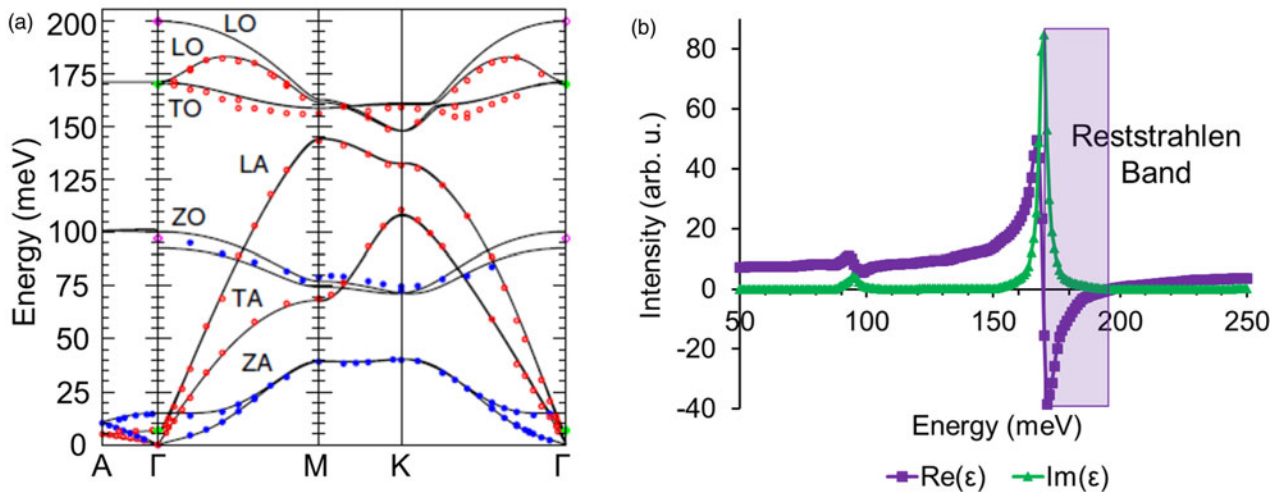 (a)
200
175
150
125
100
75
50
25
0
Energy (meV)
LO
LO
TO
LA
ZO
TA
ZA
A Γ M K Γ
(b)
80
60
40
20
0
-20
-40
Intensity (arb. u.)
Reststrahlen
Band
50 100 150 200 250
Energy (meV)
Re(ε) Im(ε)